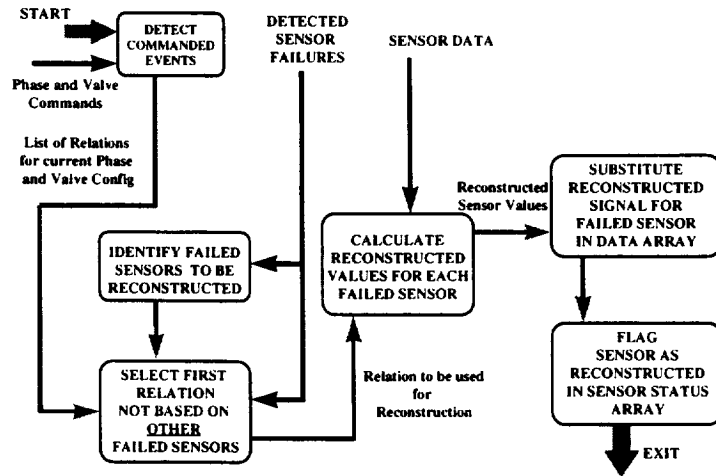 START
DETECT
COMMANDED
EVENTS
Phase and Valve
Commands
List of Relations
for current Phase
and Valve Config
DETECTED
SENSOR
FAILURES
SENSOR DATA
IDENTIFY FAILED
SENSORS TO BE
RECONSTRUCTED
SELECT FIRST
RELATION
NOT BASED ON
OTHER
FAILED SENSORS
Relation to be used
for
Reconstruction
CALCULATE
RECONSTRUCTED
VALUES FOR EACH
FAILED SENSOR
Reconstructed
Sensor Values
SUBSTITUTE
RECONSTRUCTED
SIGNAL FOR
FAILED SENSOR
IN DATA ARRAY
FLAG
SENSOR AS
RECONSTRUCTED
IN SENSOR STATUS
ARRAY
EXIT